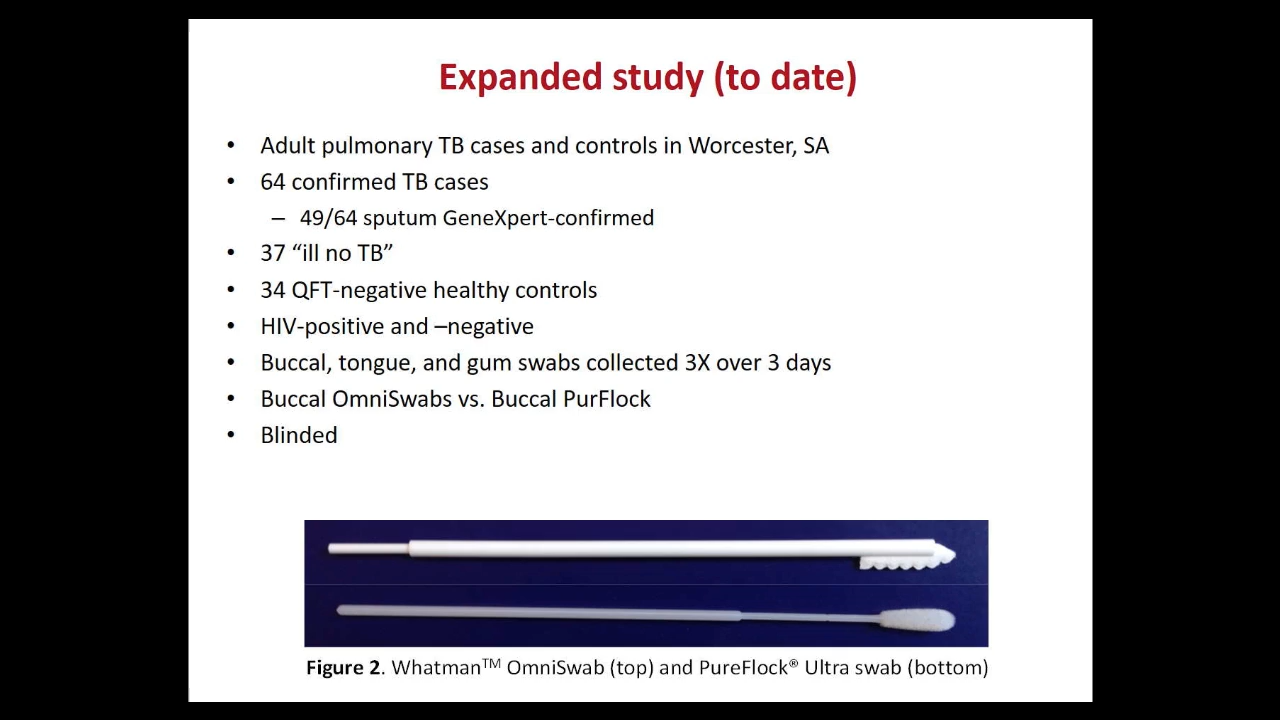 Expanded study (to date)
• Adult pulmonary TB cases and controls in Worcester, SA
• 64 confirmed TB cases
– 49/64 sputum GeneXpert-confirmed
• 37 “ill no TB”
• 34 QFT-negative healthy controls
• HIV-positive and –negative
• Buccal, tongue, and gum swabs collected 3X over 3 days
• Buccal OmniSwabs vs. Buccal PurFlock
• Blinded
Figure 2. Whatman™ OmniSwab (top) and PureFlock® Ultra swab (bottom)